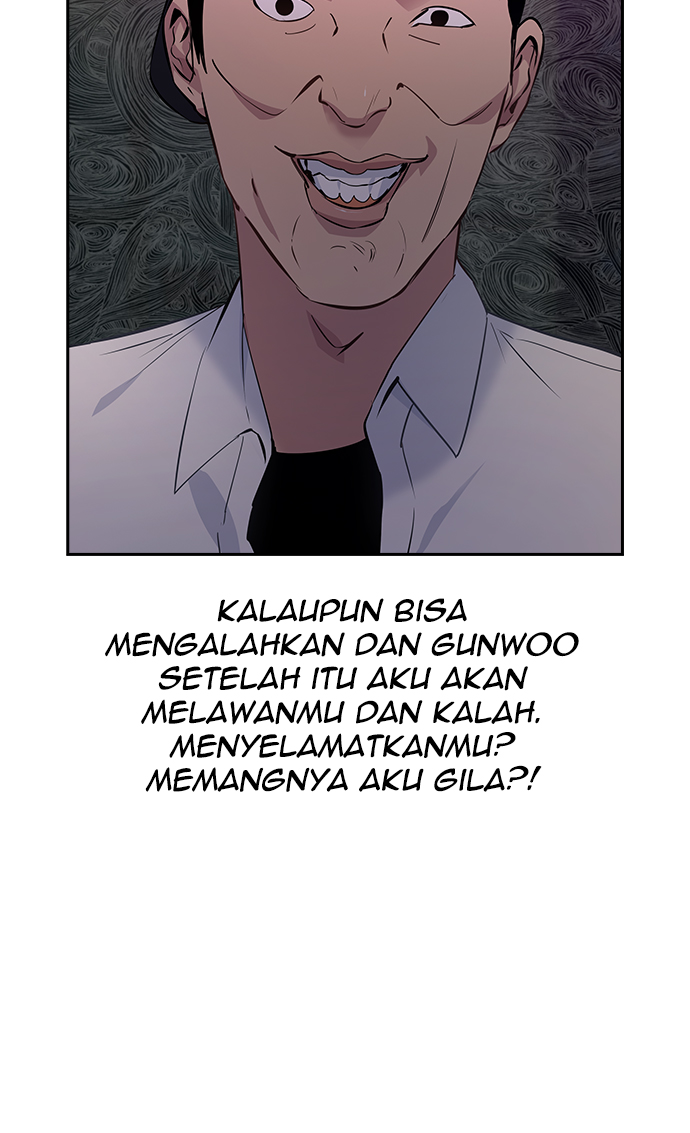 KALAUPUN BISA
MENGALAHKAN DAN GUNWOO
SETELAH ITU AKU AKAN
MELAWANMU DAN KALAH.
MENYELAMATKANMU?
MEMANGNYA AKU GILA?!